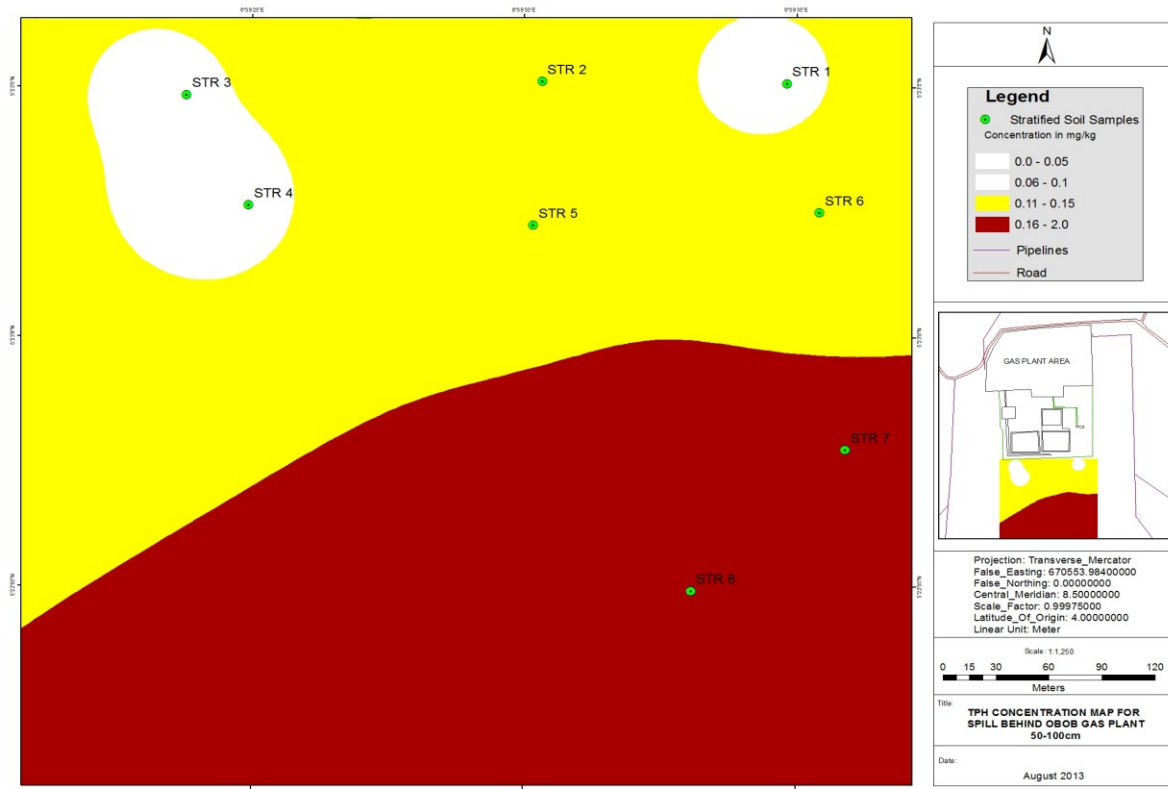 STR 3
STR 2
STR 1
STR 4
STR 5
STR 6
STR 7
STR 8
N
Legend
Stratified Soil Samples
Concentration in mg/kg
0.0 - 0.05
0.06 - 0.1
0.11 - 0.15
0.16 - 2.0
Pipelines
Road
GAS PLANT AREA
Projection: Transverse_Mercator
False_Easting: 670553.98400000
False_Northing: 0.00000000
Central_Meridian: 8.50000000
Scale_Factor: 0.99975000
Latitude_Of_Origin: 4.00000000
Linear Unit: Meter
Scale: 1:1,250
0 15 30 60 90 120
Meters
Title:
TPH CONCENTRATION MAP FOR
SPILL BEHIND OBOB GAS PLANT
50-100cm
Date:
August 2013